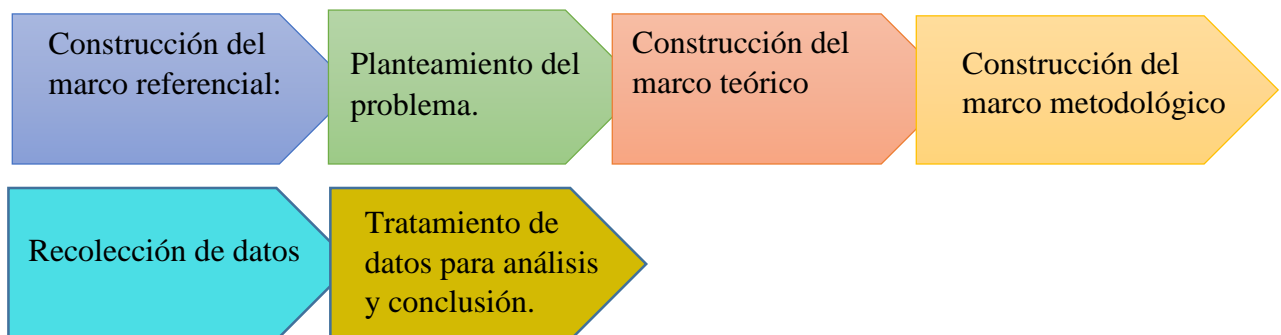 Construcción del
marco referencial:
Planteamiento del
problema.
Construcción del
marco teórico
Construcción del
marco metodológico
Recolección de datos
Tratamiento de
datos para análisis
y conclusión.